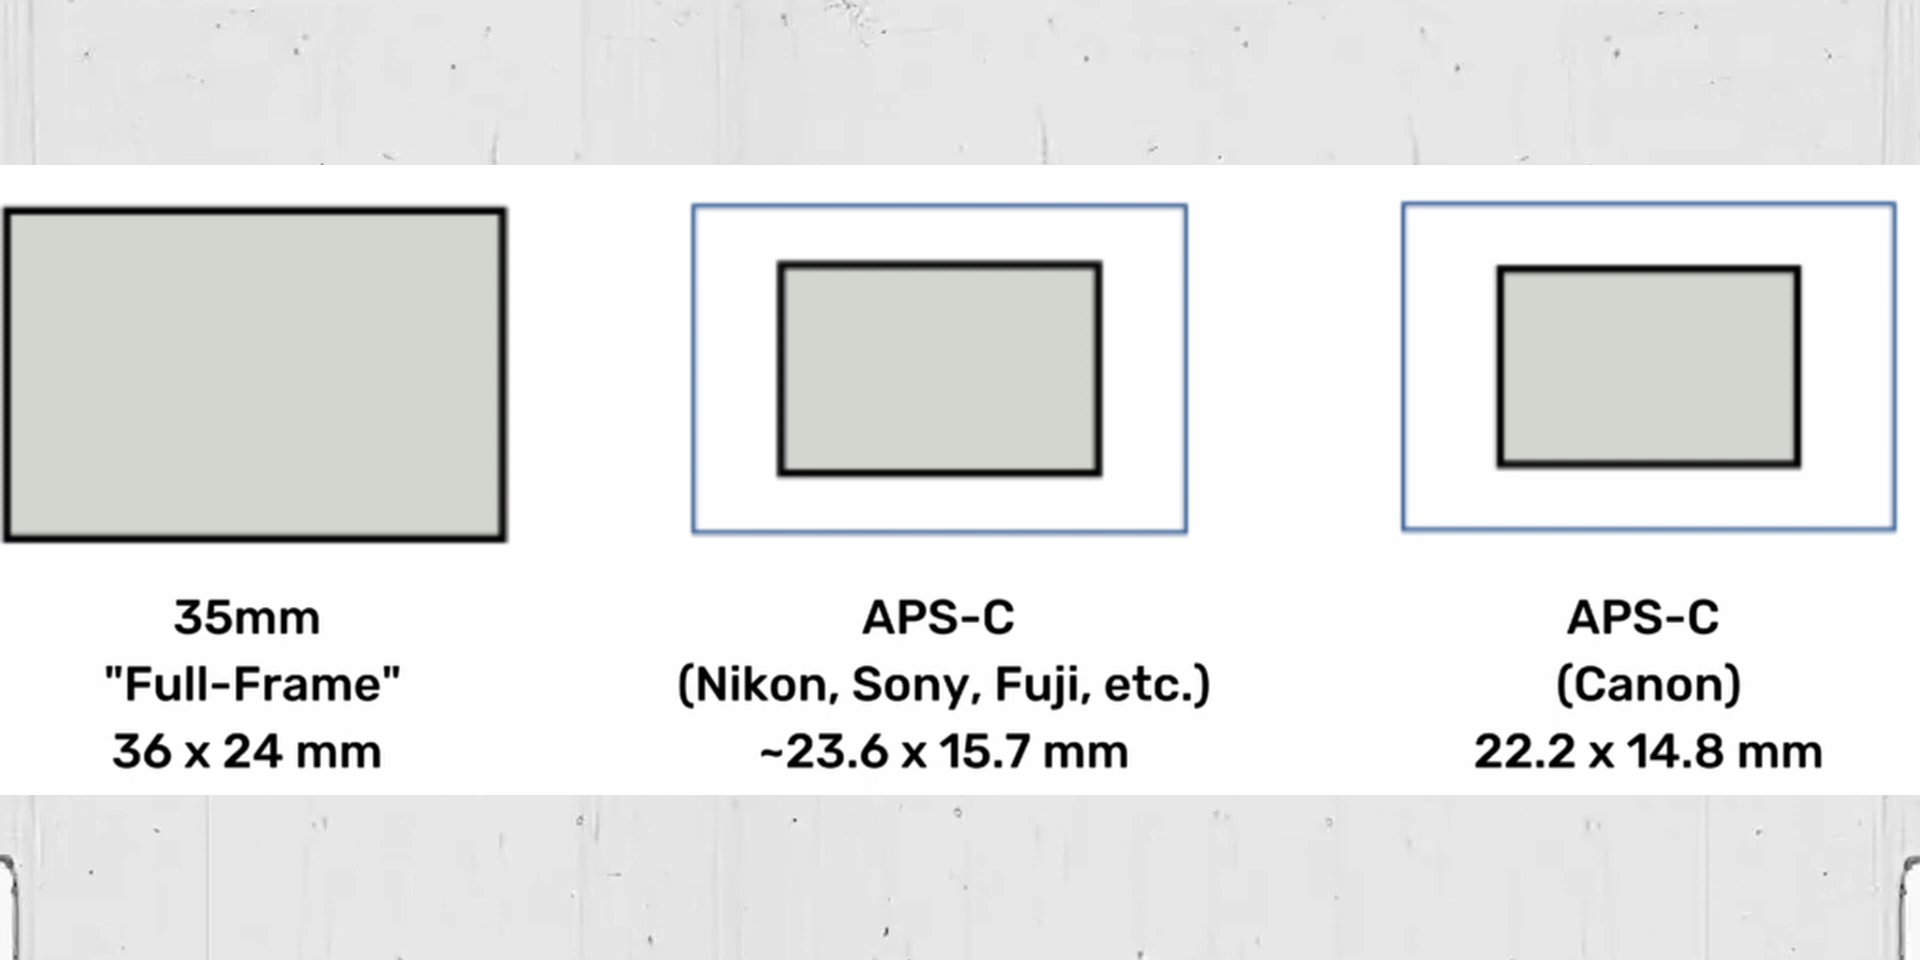 35mm
"Full-Frame"
36 x 24 mm
APS-C
(Nikon, Sony, Fuji, etc.)
~23.6 x 15.7 mm
APS-C
(Canon)
22.2 x 14.8 mm